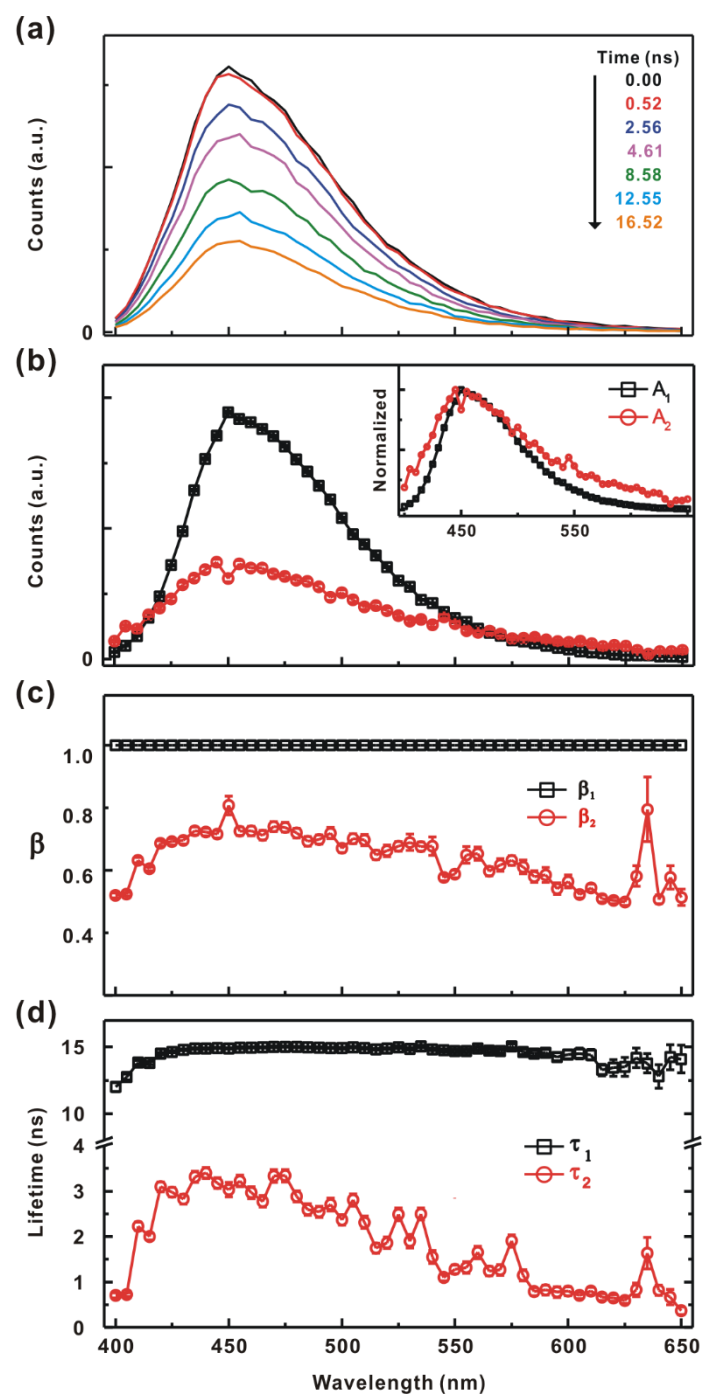 (a)
Counts (a.u.)
0
Time (ns)
0.00
0.52
2.56
4.61
8.58
12.55
16.52
(b)
Counts (a.u.)
0
Normalized
A₁
A₂
450 550
(c)
β
1.0
0.8
0.6
0.4
β₁
β₂
(d)
Lifetime (ns)
15
10
4
3
2
1
0
τ₁
τ₂
400 450 500 550 600 650
Wavelength (nm)